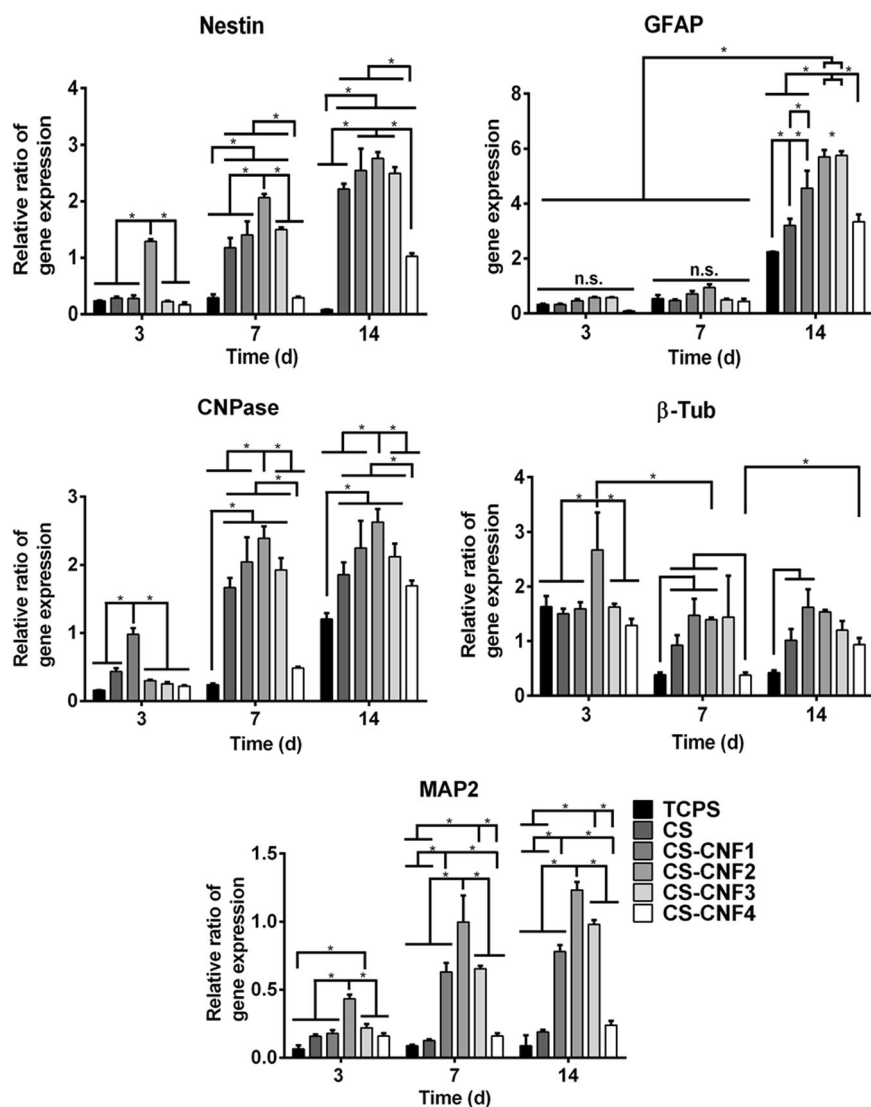 Nestin
Relative ratio of
gene expression
4
3
2
1
0
* * * * * * * * * *
3 7 14
Time (d)
GFAP
Relative ratio of
gene expression
8
6
4
2
0
* * * * * * *
n.s. n.s.
3 7 14
Time (d)
CNPase
Relative ratio of
gene expression
3
2
1
0
* * * * * * * * * *
3 7 14
Time (d)
β-Tub
Relative ratio of
gene expression
4
3
2
1
0
* * * *
3 7 14
Time (d)
MAP2
Relative ratio of
gene expression
1.5
1.0
0.5
0.0
* * * * * * * * * * * * * * *
3 7 14
Time (d)
TCPS
CS
CS-CNF1
CS-CNF2
CS-CNF3
CS-CNF4